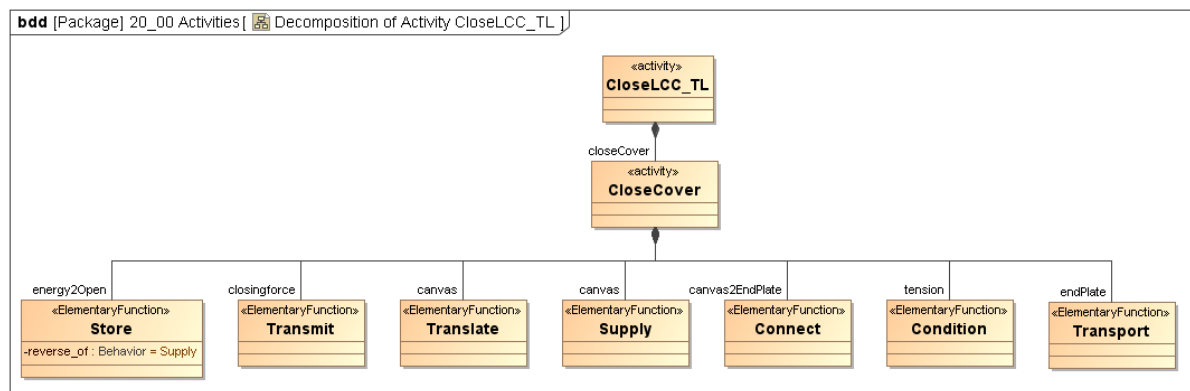 bdd [Package] 20_00 Activities[ Decomposition of Activity CloseLCC_TL ]
«activity»
CloseLCC_TL
closeCover
«activity»
CloseCover
energy2Open closingforce canvas canvas canvas2EndPlate tension endPlate
«ElementaryFunction» «ElementaryFunction» «ElementaryFunction» «ElementaryFunction» «ElementaryFunction» «ElementaryFunction» «ElementaryFunction»
Store Transmit Translate Supply Connect Condition Transport
-reverse_of : Behavior = Supply